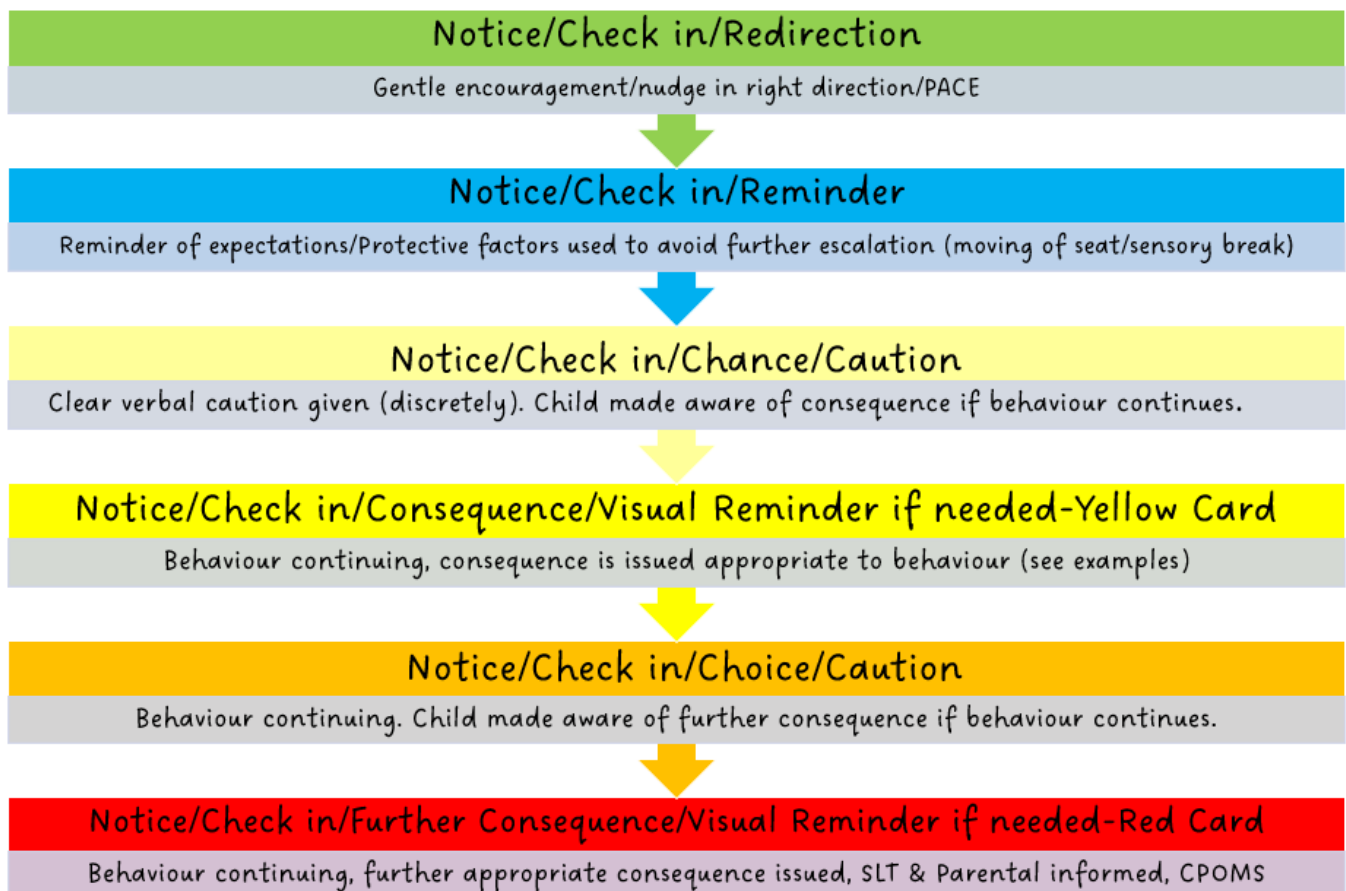 Notice/Check in/Redirection
Gentle encouragement/nudge in right direction/PACE
Notice/Check in/Reminder
Reminder of expectations/Protective factors used to avoid further escalation (moving of seat/sensory break)
Notice/Check in/Chance/Caution
Clear verbal caution given (discretely). Child made aware of consequence if behaviour continues.
Notice/Check in/Consequence/Visual Reminder if needed-Yellow Card
Behaviour continuing, consequence is issued appropriate to behaviour (see examples)
Notice/Check in/Choice/Caution
Behaviour continuing. Child made aware of further consequence if behaviour continues.
Notice/Check in/Further Consequence/Visual Reminder if needed-Red Card
Behaviour continuing, further appropriate consequence issued, SLT & Parental informed, CPOMS